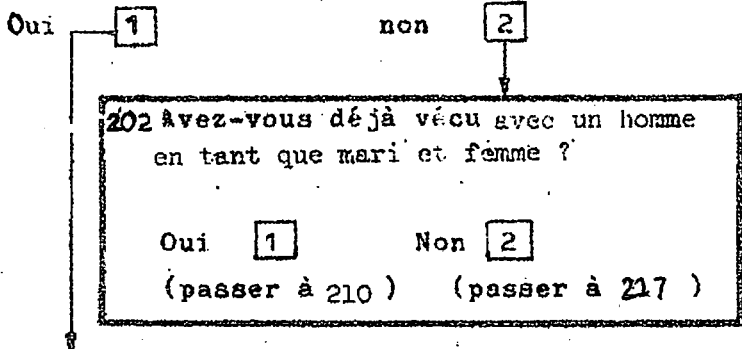 Oui 1 non 2
202 Avez-vous déjà vécu avec un homme
en tant que mari et femme ?
Oui 1 Non 2
(passer à 210 ) (passer à 217 )